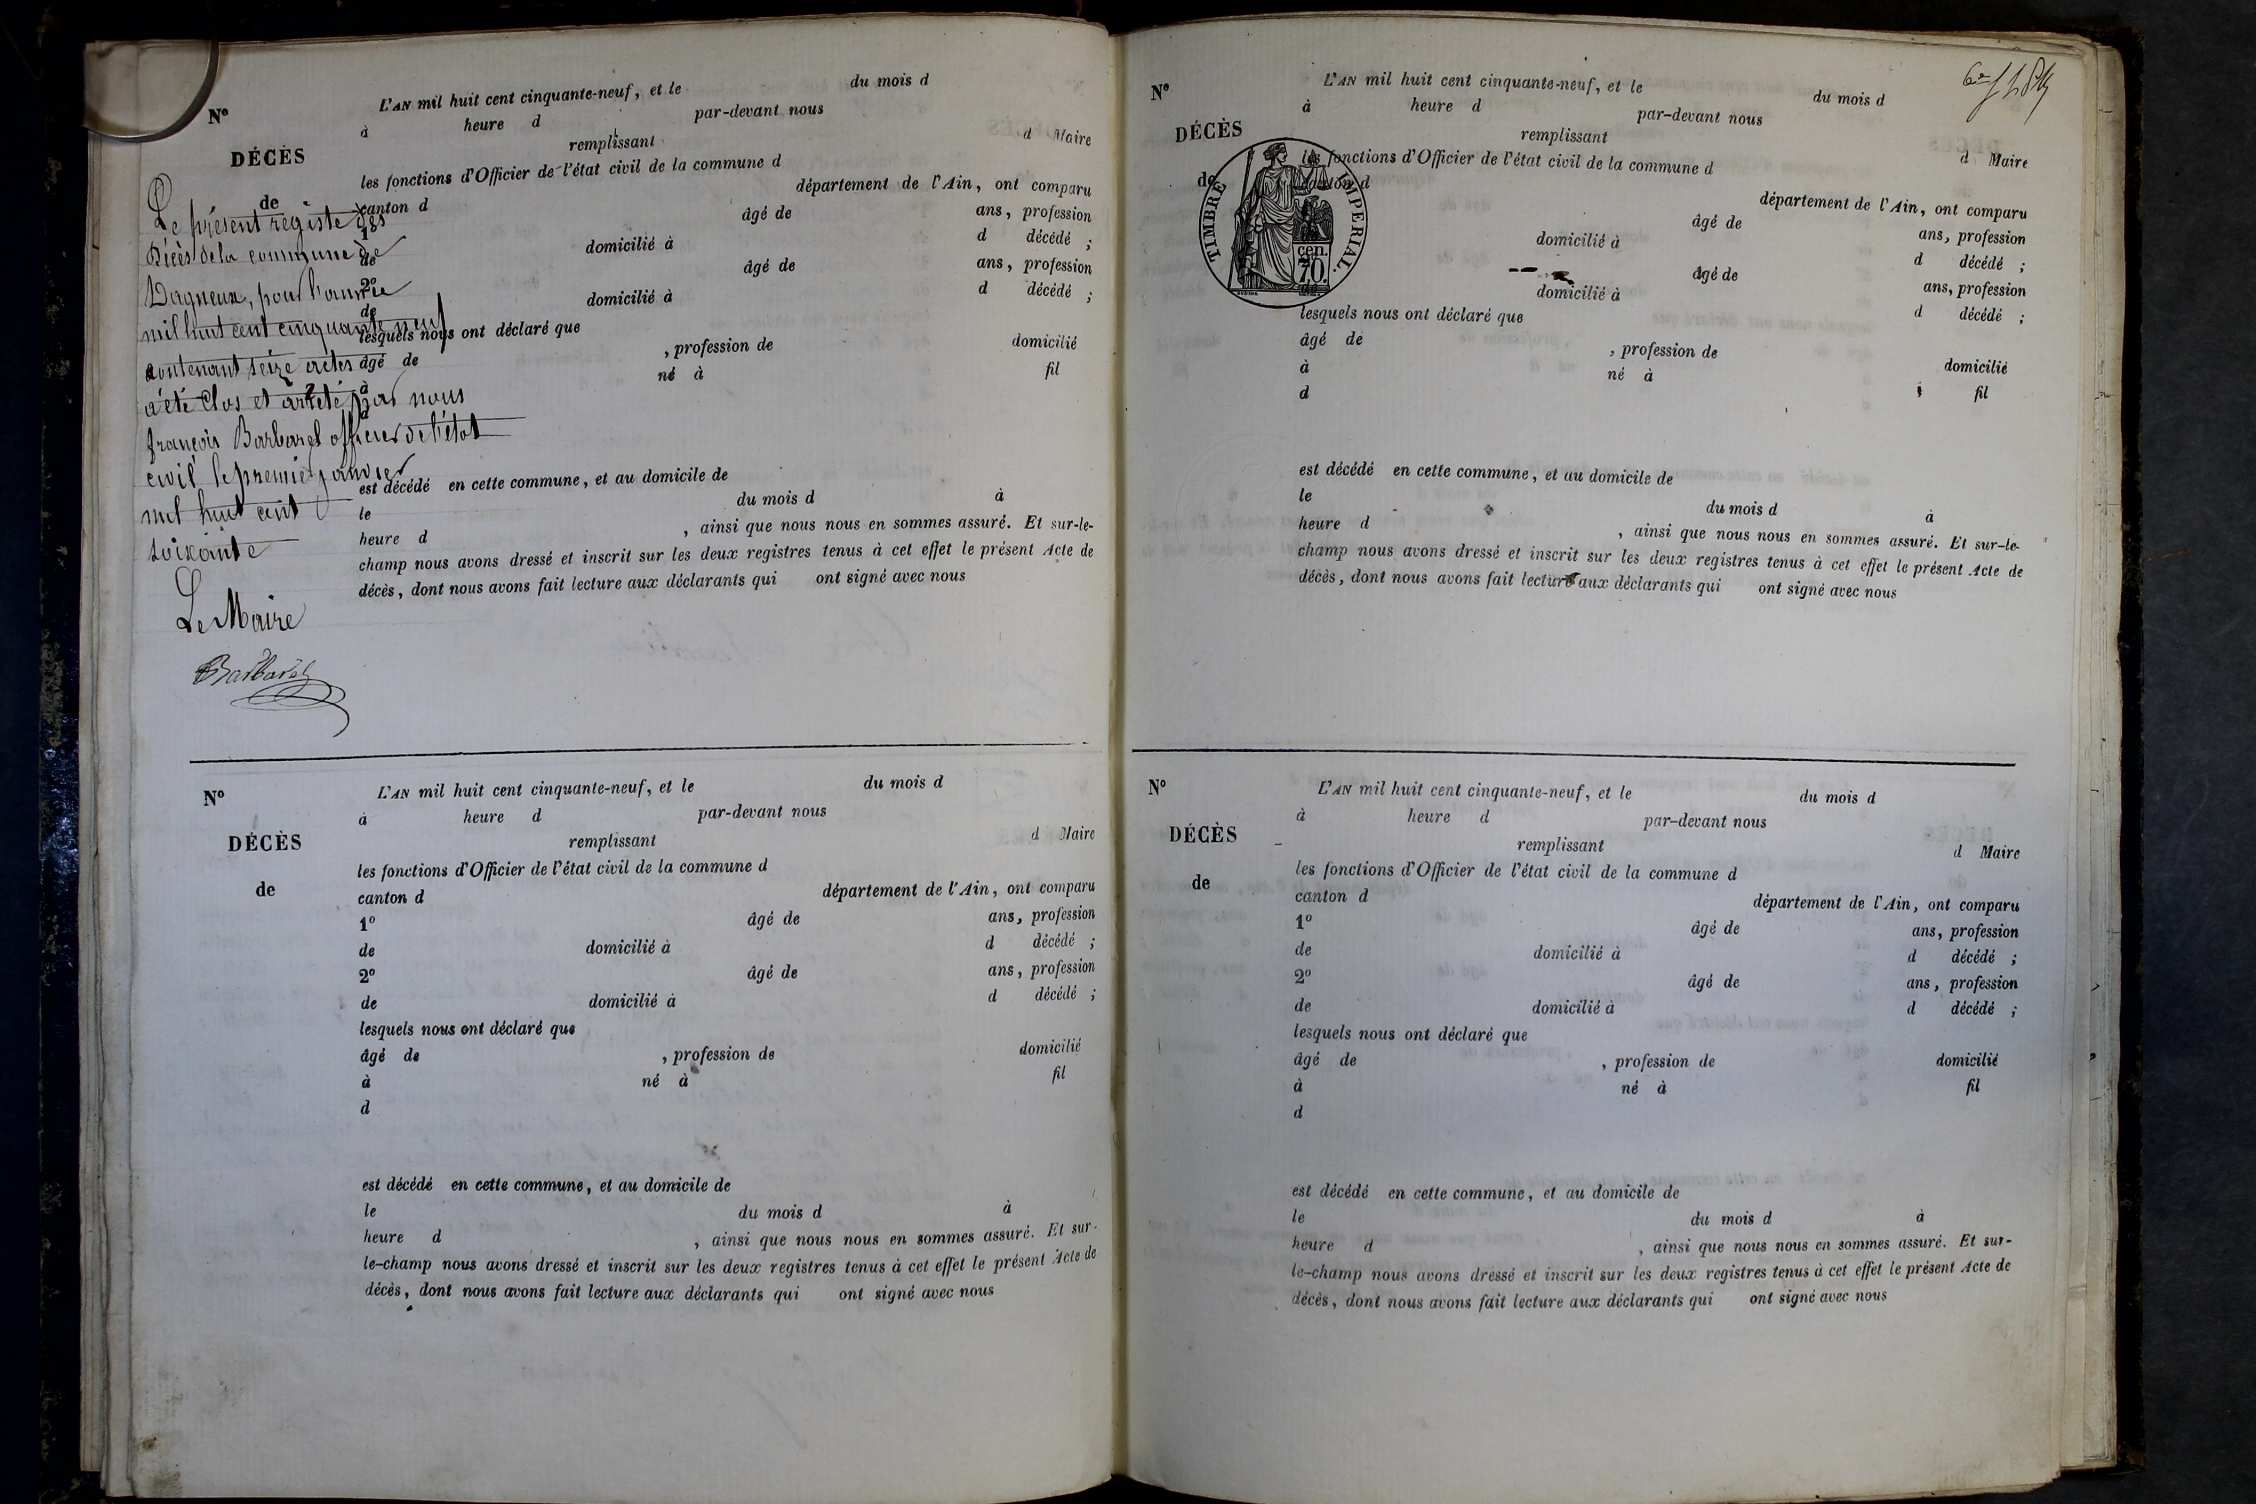 N° L'AN mil huit cent cinquante-neuf, et le du mois d
à heure d par-devant nous
DÉCÈS remplissant d Maire
les fonctions d'Officier de l'état civil de la commune d
de canton d département de l'Ain, ont comparu
1° âgé de ans, profession
de domicilié à d décédé ;
2° âgé de ans, profession
de domicilié à d décédé ;
lesquels nous ont déclaré que
âgé de , profession de domicilié
à né à fil
d
est décédé en cette commune, et au domicile de
le du mois d à
heure d , ainsi que nous nous en sommes assuré. Et sur-le-
champ nous avons dressé et inscrit sur les deux registres tenus à cet effet le présent Acte de
décès, dont nous avons fait lecture aux déclarants qui ont signé avec nous
Le présent registe des
Décès de la commune de
Dagneux, pour l'année
mil huit cent cinquante neuf
contenant seize actes
a été Clos et arrêté par nous
françois Barbarel officier de l'état
civil le premier janvier
mil huit cent
soixante
Le Maire
Barbarel
N° L'AN mil huit cent cinquante-neuf, et le du mois d
à heure d par-devant nous
DÉCÈS remplissant d Maire
les fonctions d'Officier de l'état civil de la commune d
de canton d département de l'Ain, ont comparu
1° âgé de ans, profession
de domicilié à d décédé ;
2° âgé de ans, profession
de domicilié à d décédé ;
lesquels nous ont déclaré que
âgé de , profession de domicilié
à né à fil
d
est décédé en cette commune, et au domicile de
le du mois d à
heure d , ainsi que nous nous en sommes assuré. Et sur-
le-champ nous avons dressé et inscrit sur les deux registres tenus à cet effet le présent Acte de
décès, dont nous avons fait lecture aux déclarants qui ont signé avec nous
N° L'AN mil huit cent cinquante-neuf, et le du mois d
à heure d par-devant nous
DÉCÈS remplissant d Maire
les fonctions d'Officier de l'état civil de la commune d
de canton d département de l'Ain, ont comparu
âgé de ans, profession
domicilié à d décédé ;
âgé de ans, profession
de domicilié à d décédé ;
TIMBRE IMPERIAL.
70 cen.
lesquels nous ont déclaré que
âgé de , profession de domicilié
à né à fil
d
est décédé en cette commune, et au domicile de
le du mois d à
heure d , ainsi que nous nous en sommes assuré. Et sur-le-
champ nous avons dressé et inscrit sur les deux registres tenus à cet effet le présent Acte de
décès, dont nous avons fait lecture aux déclarants qui ont signé avec nous
N° L'AN mil huit cent cinquante-neuf, et le du mois d
à heure d par-devant nous
DÉCÈS remplissant d Maire
les fonctions d'Officier de l'état civil de la commune d
de canton d département de l'Ain, ont comparu
1° âgé de ans, profession
de domicilié à d décédé ;
2° âgé de ans, profession
de domicilié à d décédé ;
lesquels nous ont déclaré que
âgé de , profession de domicilié
à né à fil
d
est décédé en cette commune, et au domicile de
le du mois d à
heure d , ainsi que nous nous en sommes assuré. Et sur-
le-champ nous avons dressé et inscrit sur les deux registres tenus à cet effet le présent Acte de
décès, dont nous avons fait lecture aux déclarants qui ont signé avec nous